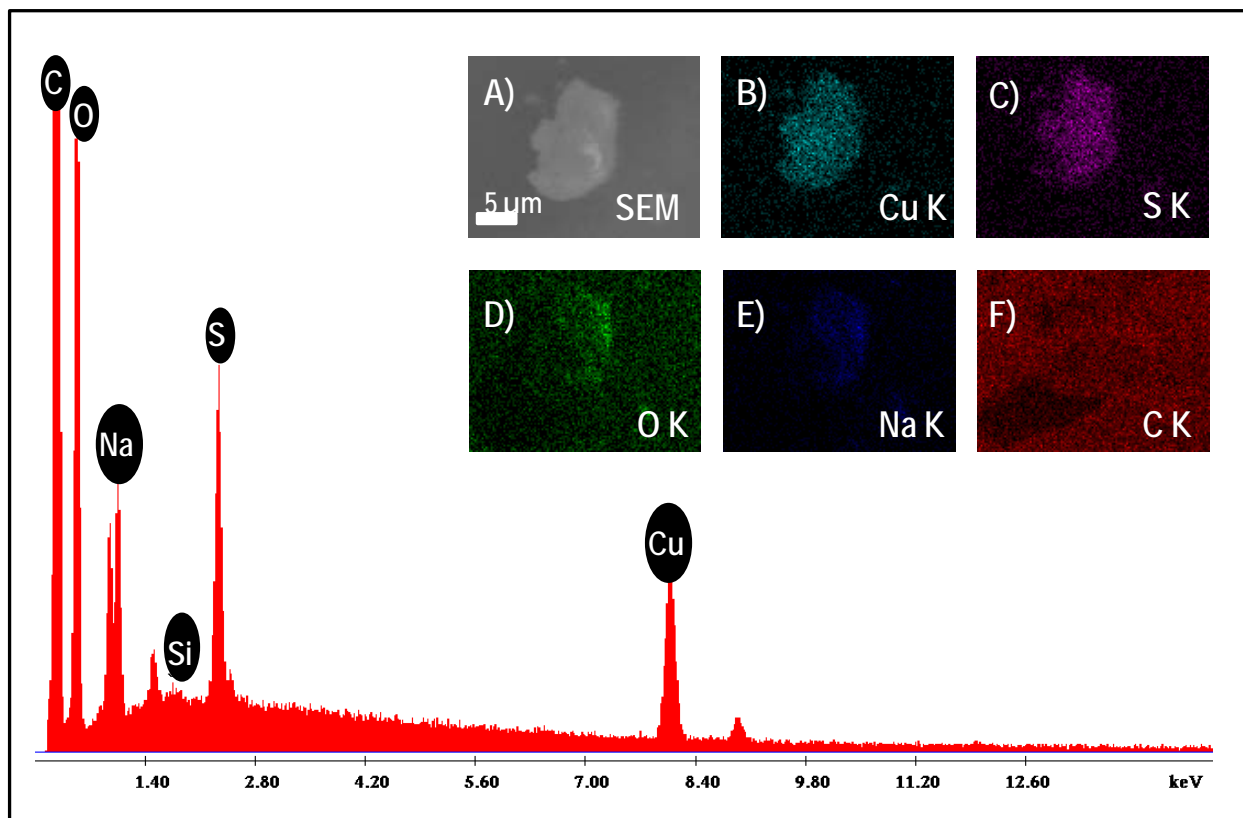 C
O
Na
Si
S
Cu
A)
5 µm
SEM
B)
Cu K
C)
S K
D)
O K
E)
Na K
F)
C K
1.40 2.80 4.20 5.60 7.00 8.40 9.80 11.20 12.60 keV